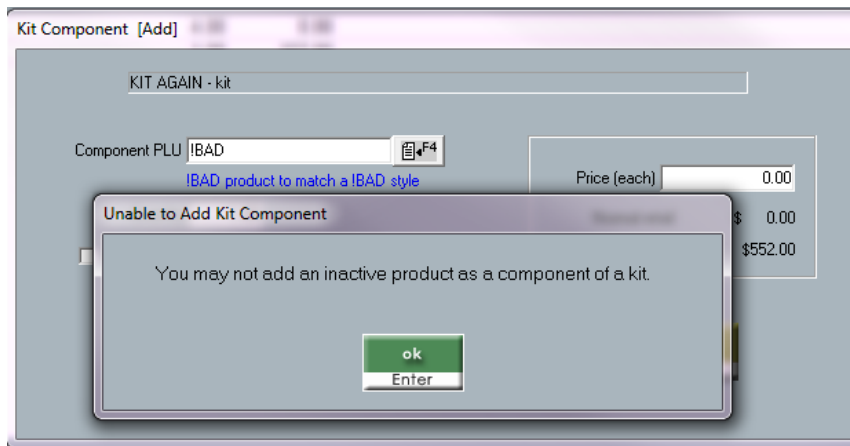 Kit Component [Add]
KIT AGAIN - kit
Component PLU !BAD F4
!BAD product to match a !BAD style
Price (each) 0.00
$ 0.00
$552.00
Unable to Add Kit Component
You may not add an inactive product as a component of a kit.
ok
Enter